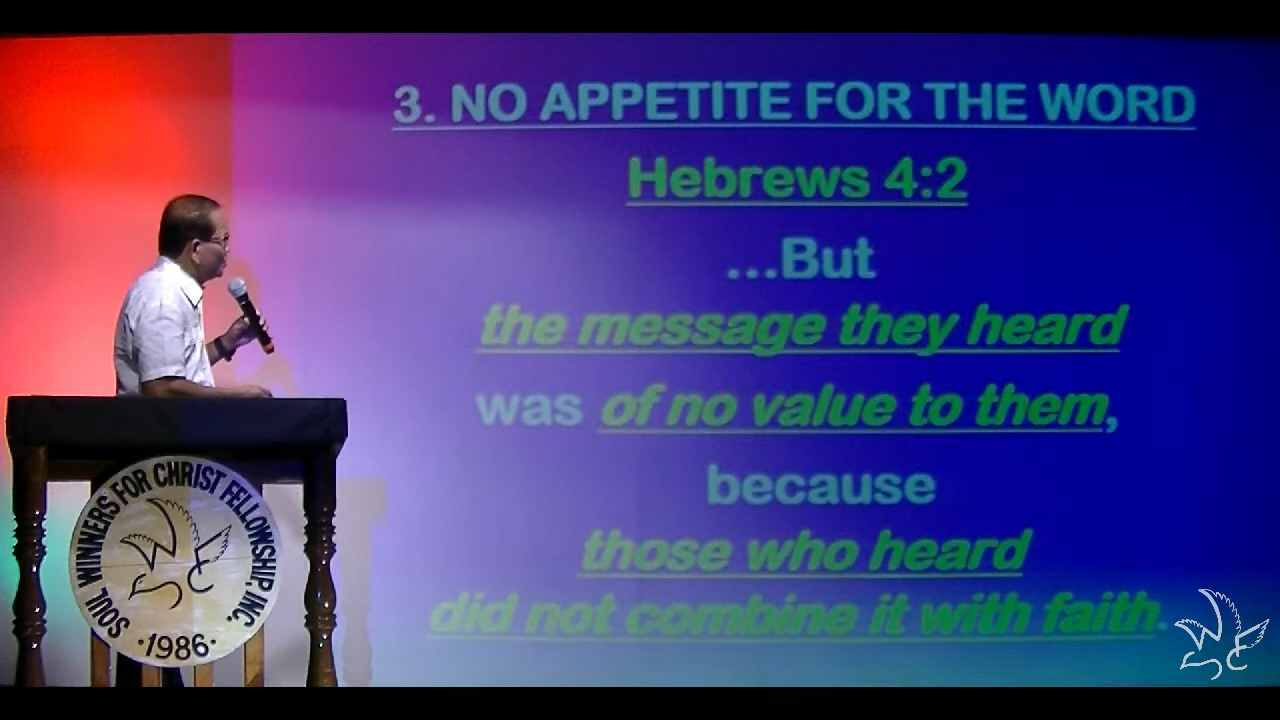 3. NO APPETITE FOR THE WORD
Hebrews 4:2
...But
the message they heard
was of no value to them,
because
those who heard
did not combine it with faith.
SOUL WINNERS FOR CHRIST FELLOWSHIP, INC.
·1986·